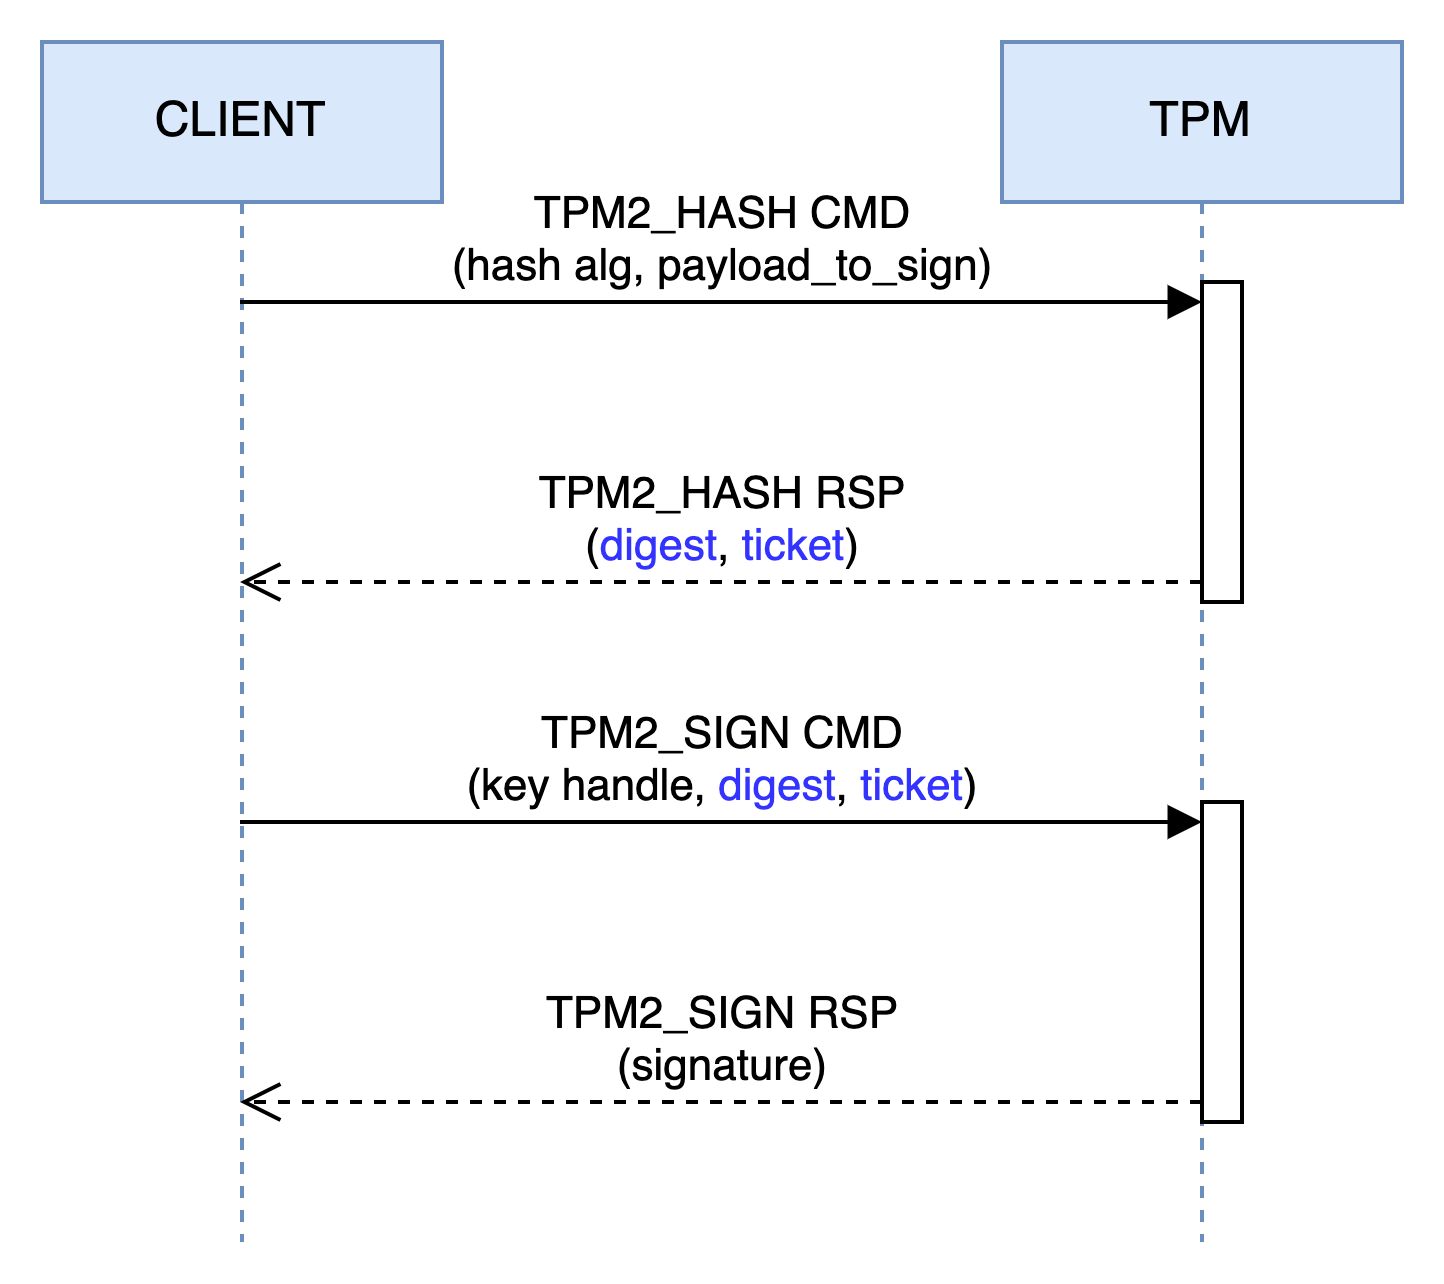 CLIENT
TPM
TPM2_HASH CMD
(hash alg, payload_to_sign)
TPM2_HASH RSP
(digest, ticket)
TPM2_SIGN CMD
(key handle, digest, ticket)
TPM2_SIGN RSP
(signature)